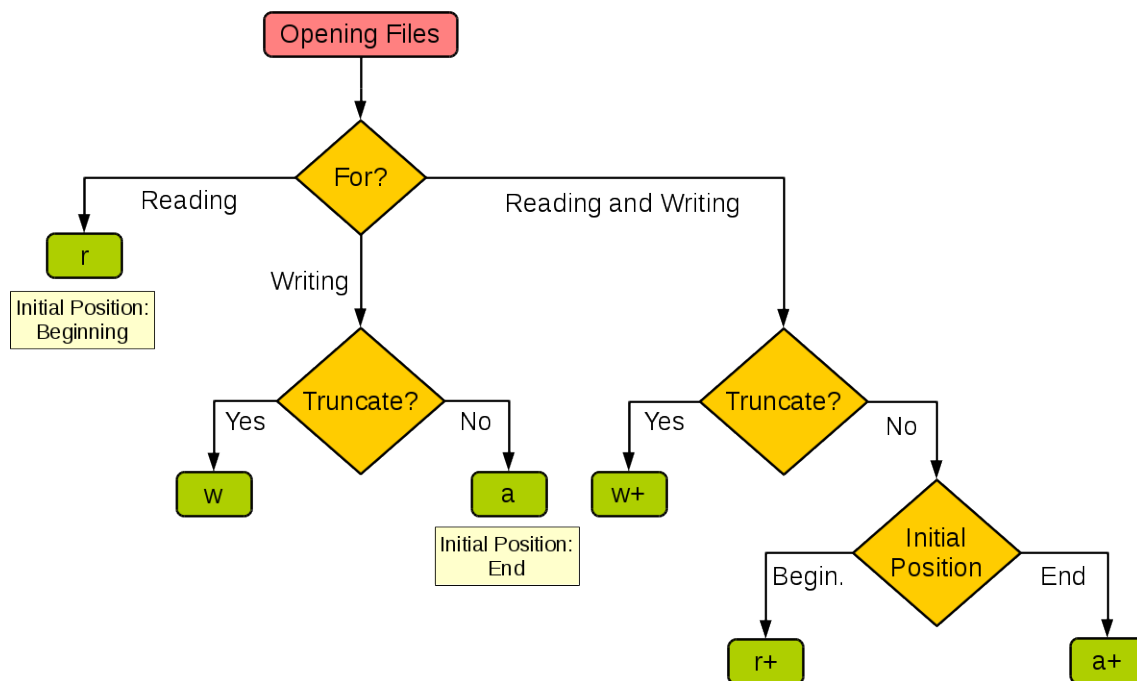 Opening Files
For?
Reading
Reading and Writing
r
Writing
Initial Position:
Beginning
Truncate?
Truncate?
Yes
No
Yes
No
w
a
w+
Initial Position:
End
Initial
Position
Begin.
End
r+
a+